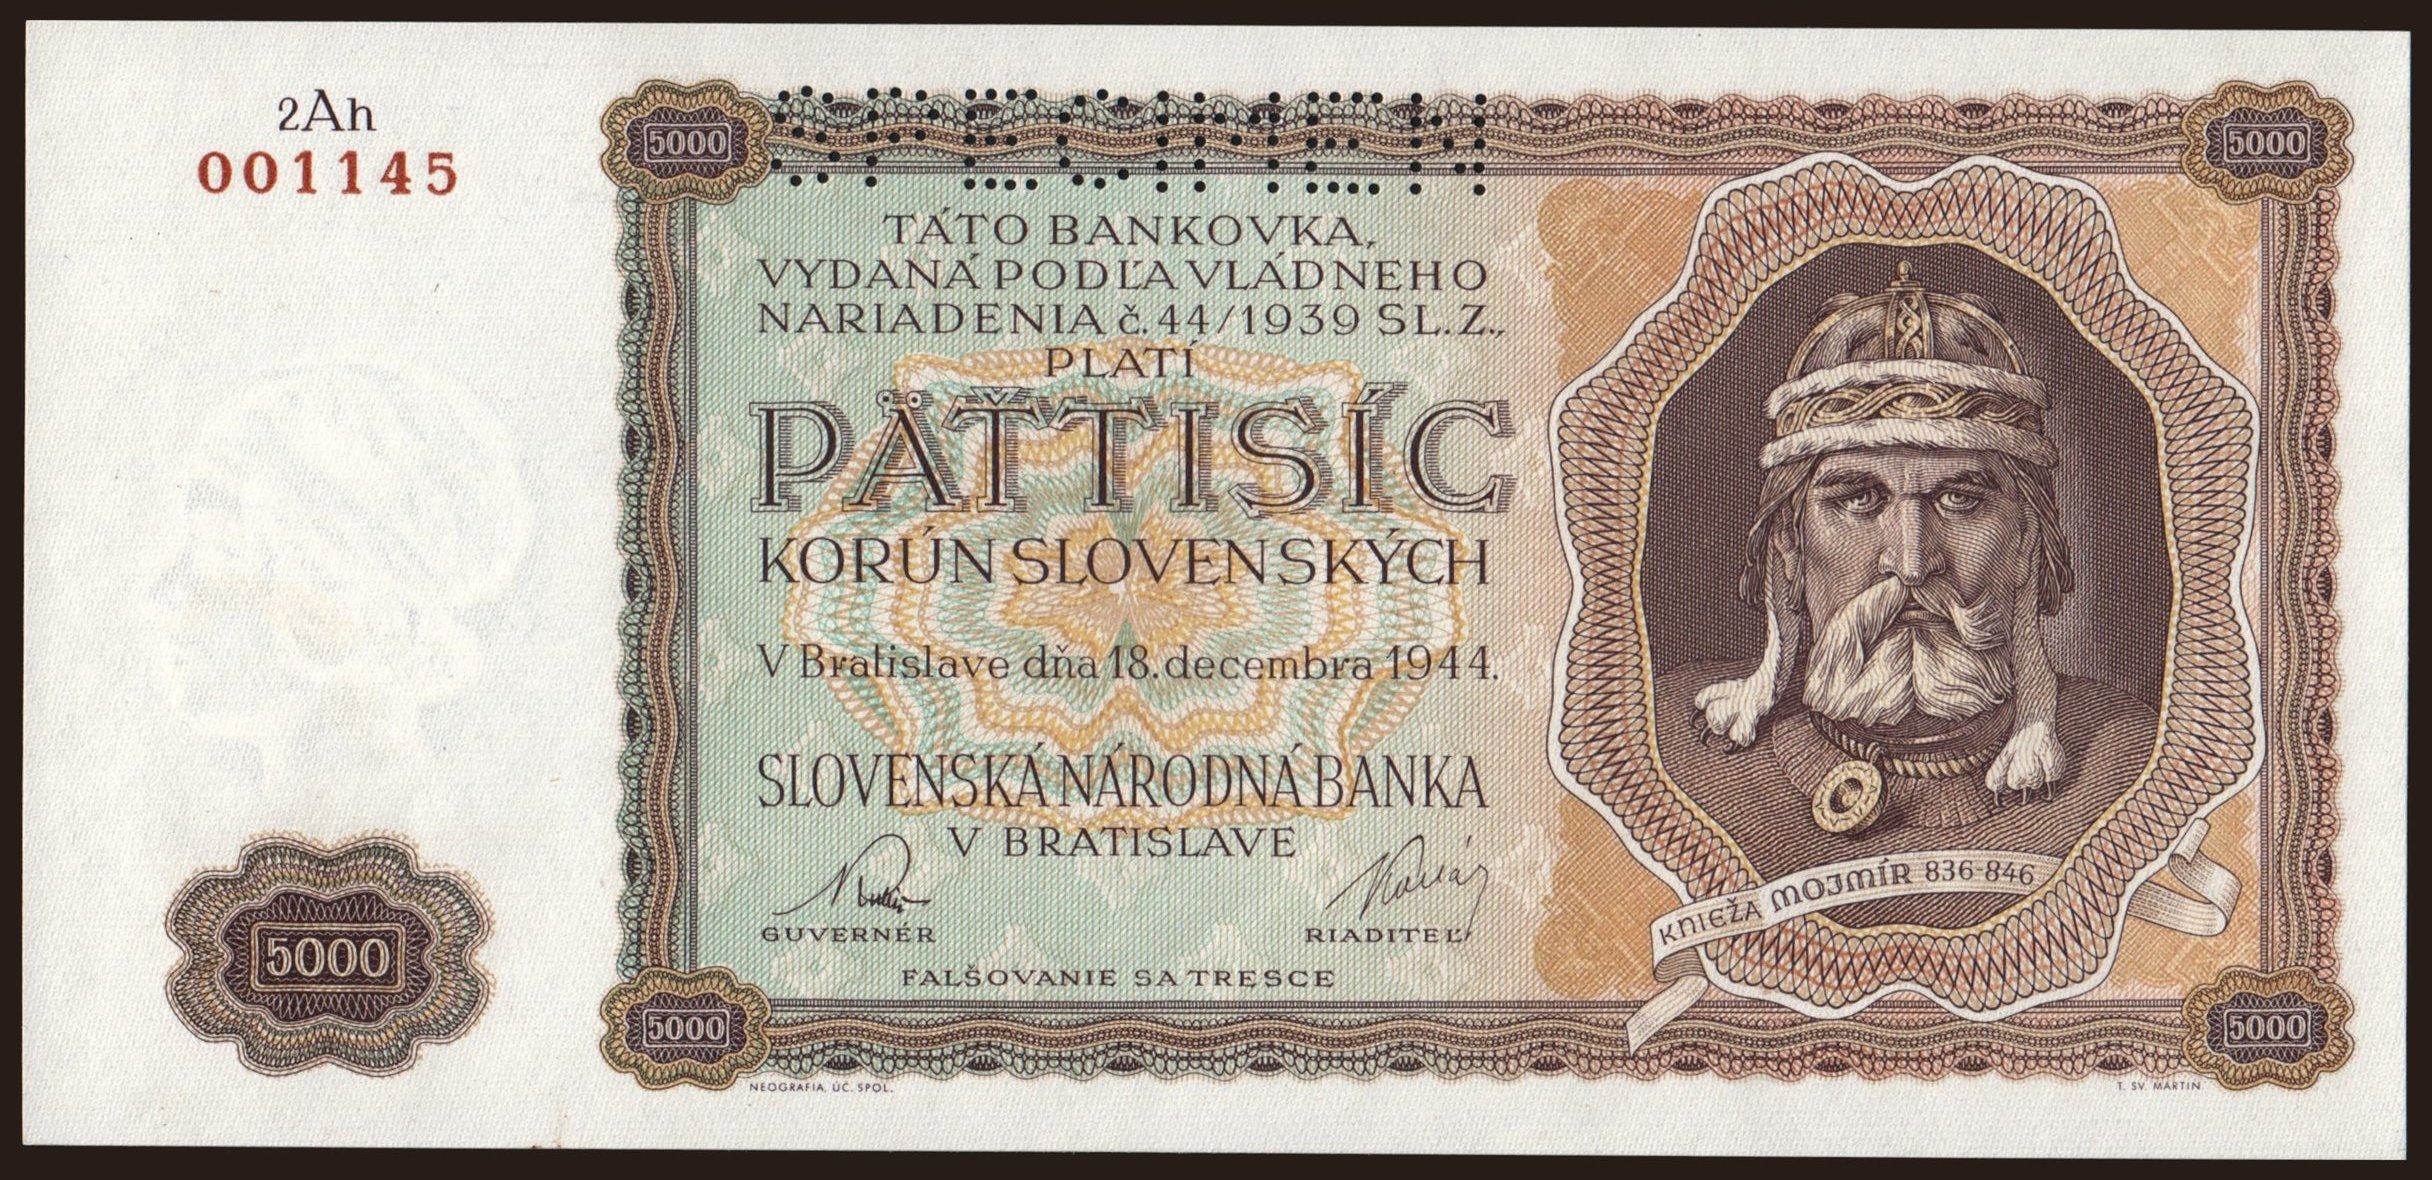 2Ah
001145
5000
SPECIMEN
5000
TÁTO BANKOVKA,
VYDANÁ PODĽA VLÁDNEHO
NARIADENIA č. 44/1939 SL. Z.,
PLATÍ
PÄŤTISÍC
KORÚN SLOVENSKÝCH
V Bratislave dňa 18. decembra 1944.
SLOVENSKÁ NÁRODNÁ BANKA
V BRATISLAVE
GUVERNÉR
RIADITEĽ
FALŠOVANIE SA TRESCE
KNIEŽA MOJMÍR 836-846
5000
5000
5000
NEOGRAFIA, ÚČ. SPOL.
T. SV. MARTIN